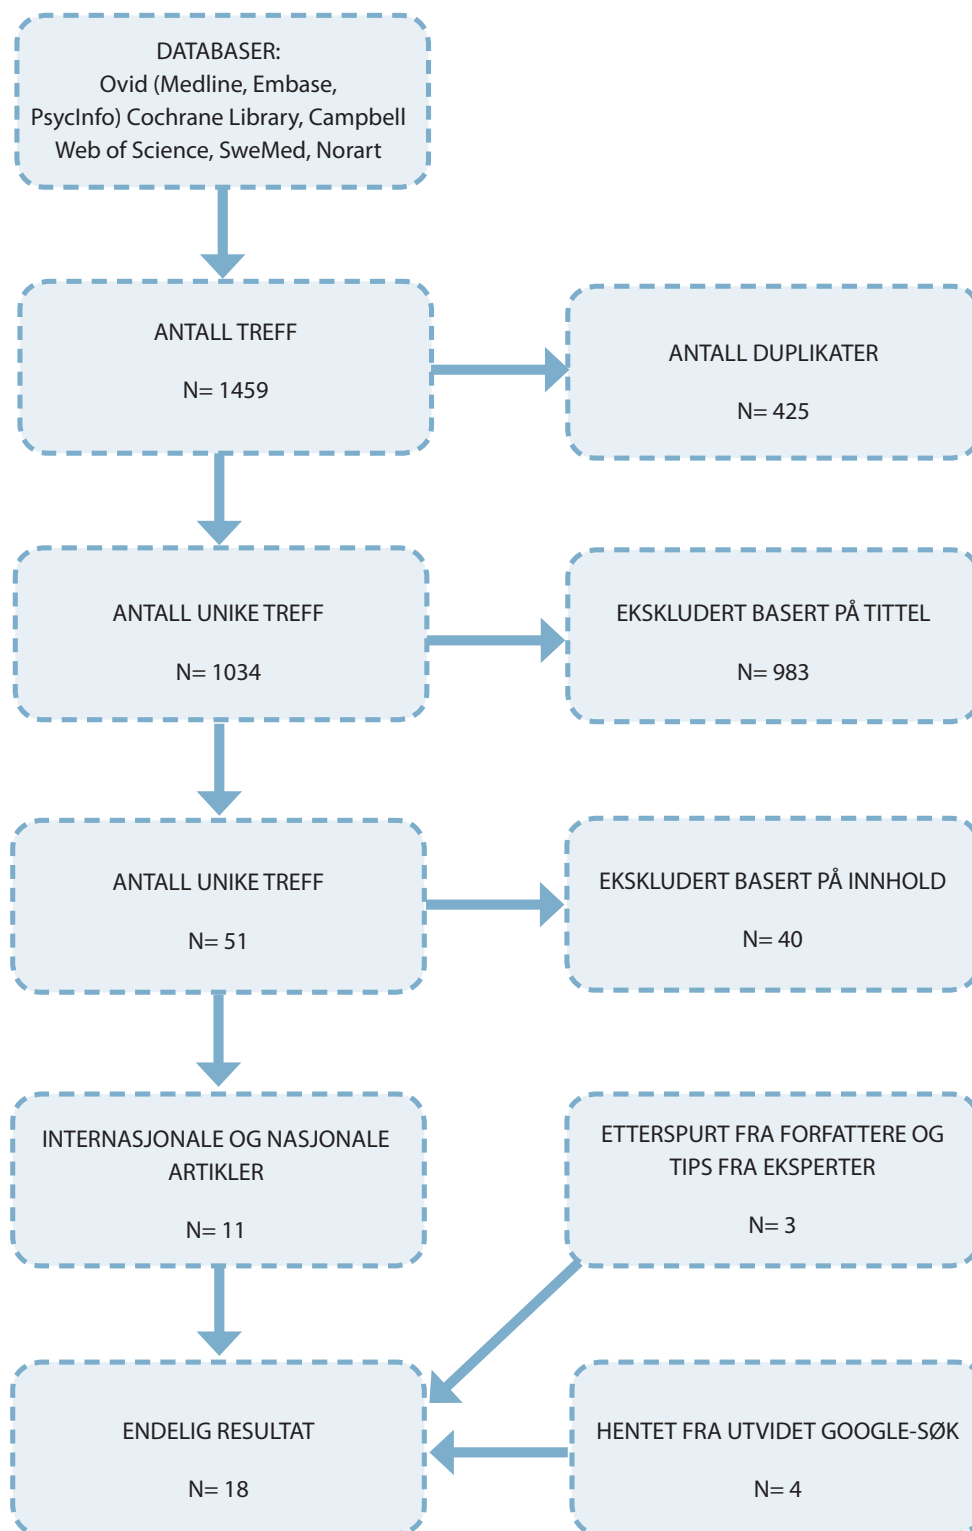 DATABASER:
Ovid (Medline, Embase,
PsycInfo) Cochrane Library, Campbell
Web of Science, SweMed, Norart
ANTALL TREFF
N= 1459
ANTALL DUPLIKATER
N= 425
ANTALL UNIKE TREFF
N= 1034
EKSKLUDERT BASERT PÅ TITTEL
N= 983
ANTALL UNIKE TREFF
N= 51
EKSKLUDERT BASERT PÅ INNHOLD
N= 40
INTERNASJONALE OG NASJONALE
ARTIKLER
N= 11
ETTERSPURT FRA FORFATTERE OG
TIPS FRA EKSPERTER
N= 3
ENDELIG RESULTAT
N= 18
HENTET FRA UTVIDET GOOGLE-SØK
N= 4